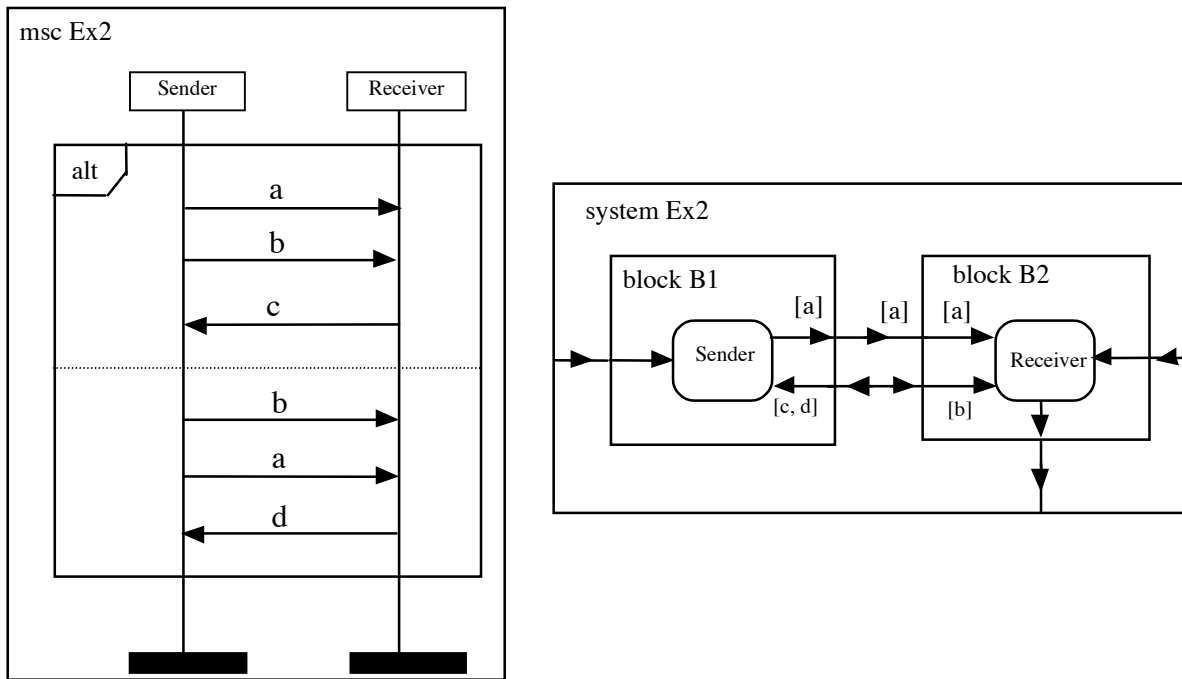 msc Ex2
Sender
Receiver
alt
a
b
c
b
a
d
system Ex2
block B1
block B2
[a]
[a]
[a]
Sender
Receiver
[c, d]
[b]